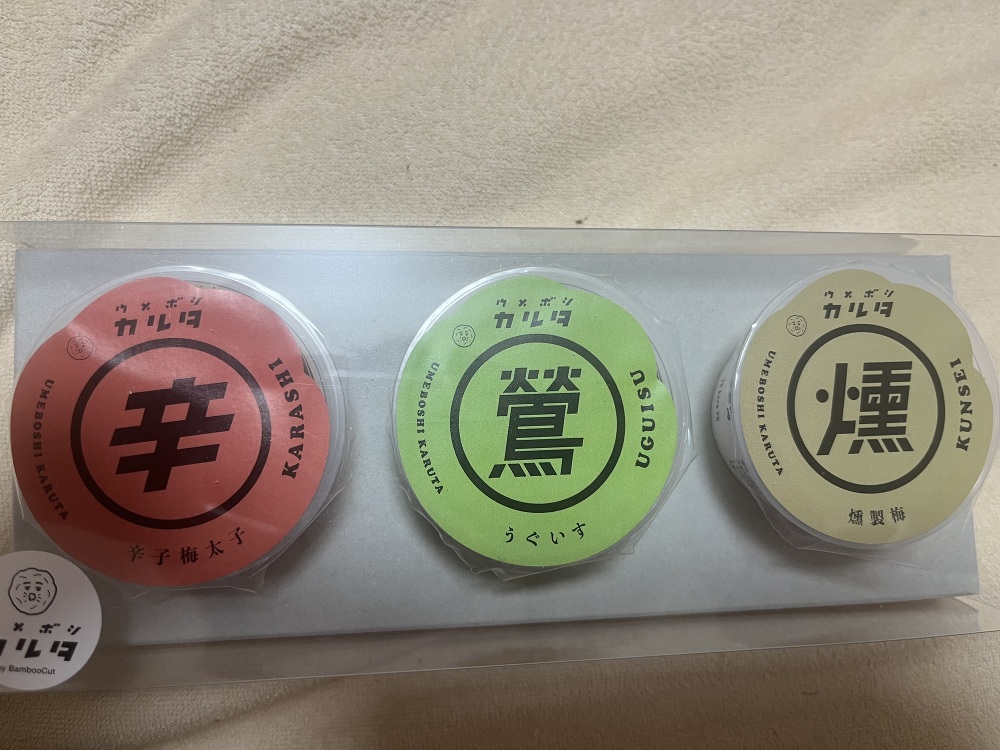 ウメボシ
カルタ
辛
KARASHI
UMEBOSHI KARUTA
辛子梅太子
ウメボシ
カルタ
鶯
UGUISU
UMEBOSHI KARUTA
うぐいす
ウメボシ
カルタ
燻
KUNSEI
UMEBOSHI KARUTA
燻製梅
メボシ
ルタ
by BambooCut